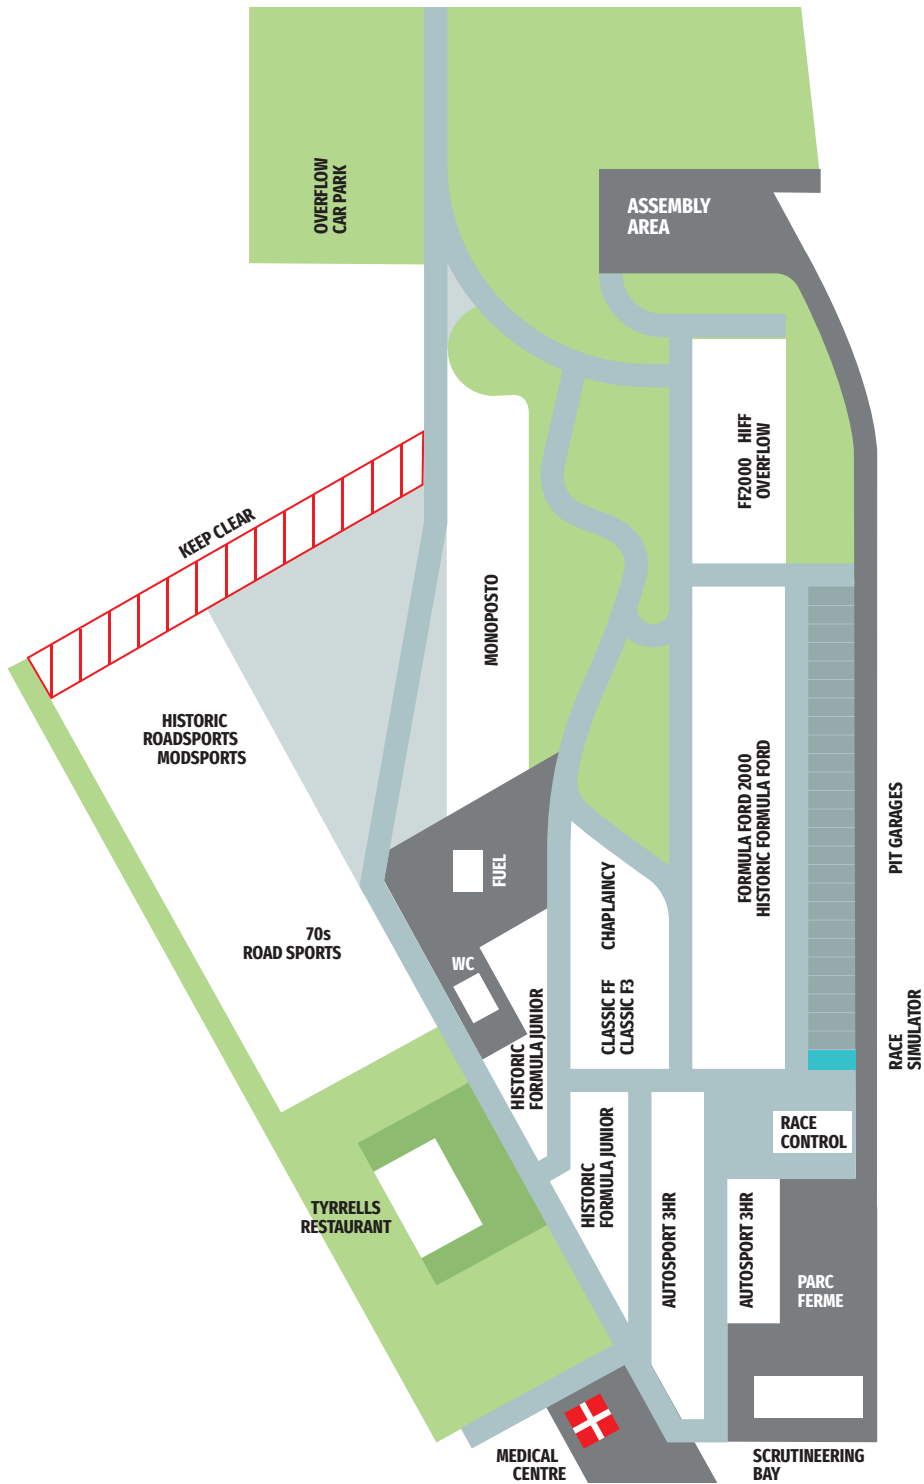 OVERFLOW
CAR PARK
ASSEMBLY
AREA
FF2000 HIFF
OVERFLOW
KEEP CLEAR
MONOPOSTO
HISTORIC
ROADSPORTS
MODSPORTS
FORMULA FORD 2000
HISTORIC FORMULA FORD
PIT GARAGES
FUEL
CHAPLAINCY
70s
ROAD SPORTS
WC
CLASSIC FF
CLASSIC F3
HISTORIC
FORMULA JUNIOR
RACE
SIMULATOR
RACE
CONTROL
HISTORIC
FORMULA JUNIOR
TYRRELLS
RESTAURANT
AUTOSPORT 3HR
AUTOSPORT 3HR
PARC
FERME
MEDICAL
CENTRE
SCRUTINEERING
BAY